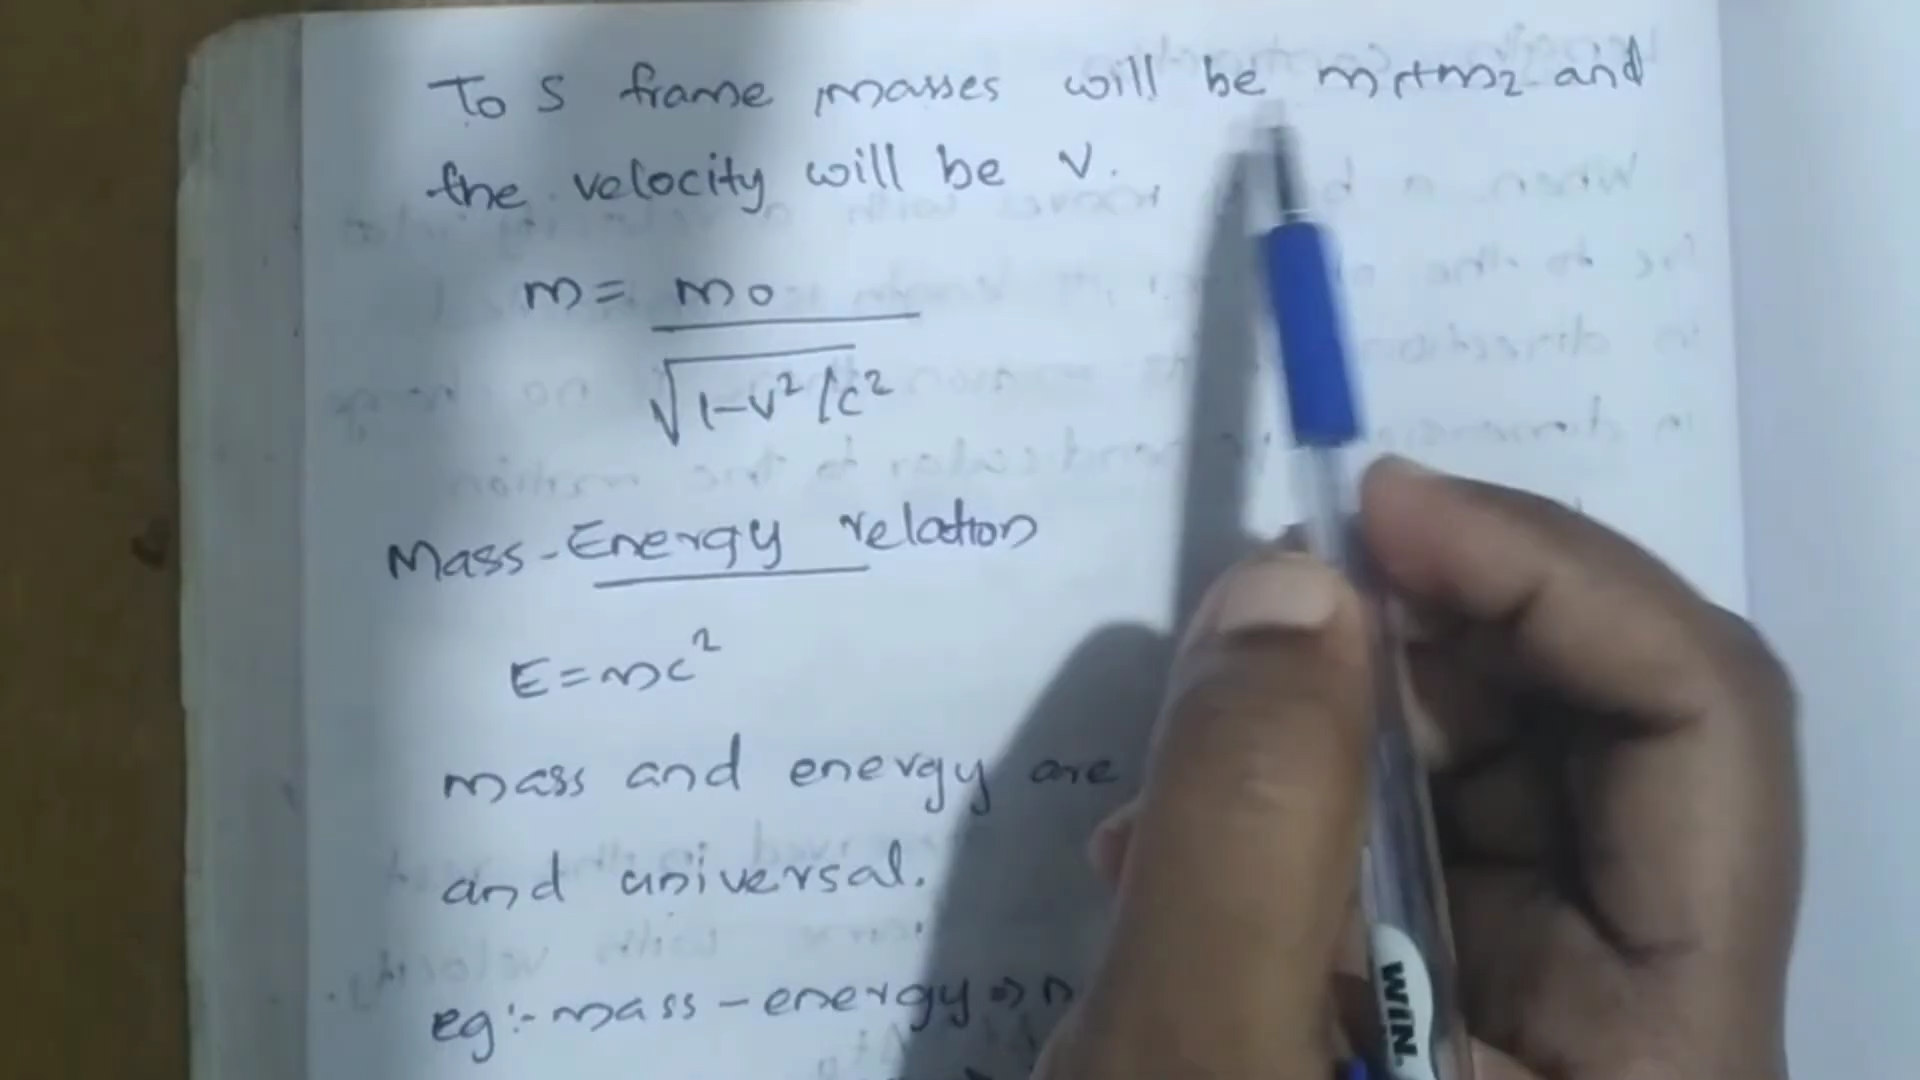 To S frame masses will be m1+m2 and
the velocity will be v.
m = m0
√1-v²/c²
Mass-Energy relation
E=mc²
mass and energy are
and universal.
eg:- mass - energy ⇒ n
WIN.